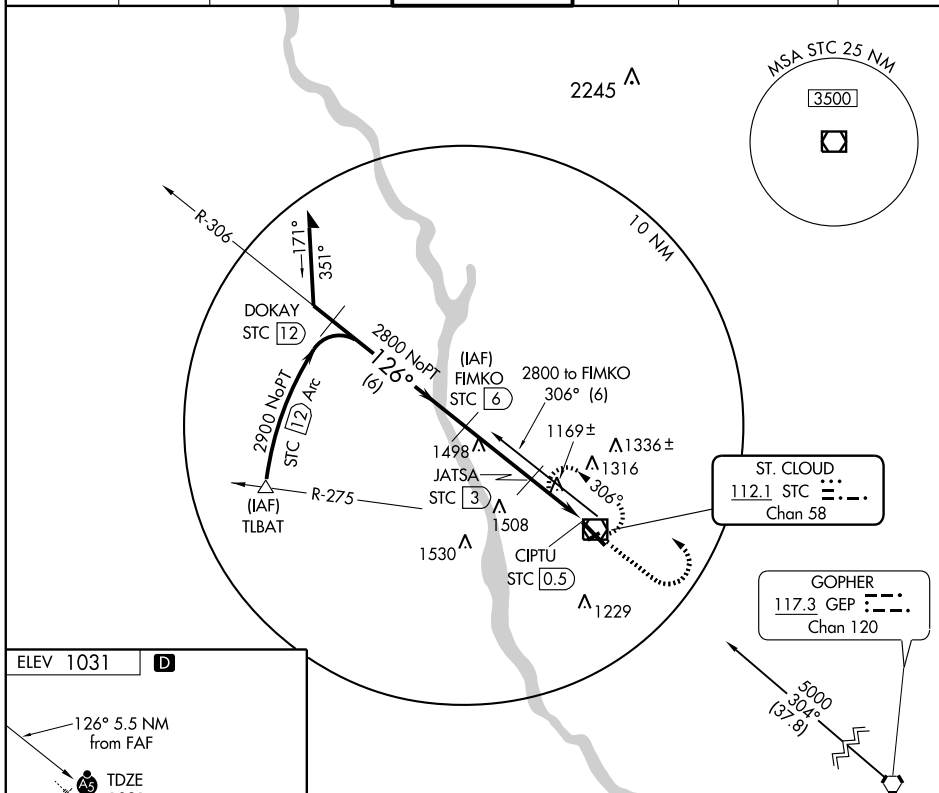 MSA STC 25 NM
3500
2245
10 NM
R-306
171°
351°
DOKAY
STC 12
2800 NoPT
126°
(6)
(IAF)
FIMKO
STC 6
2800 to FIMKO
306° (6)
2900 NoPT
STC 12 Arc
1169±
1336±
1498
1316
JATSA
STC 3
306°
ST. CLOUD
112.1 STC
Chan 58
R-275
(IAF)
TLBAT
1508
1530
CIPTU
STC 0.5
1229
GOPHER
117.3 GEP
Chan 120
5000
304°
(37.8)
ELEV 1031 D
126° 5.5 NM
from FAF
A5 TDZE